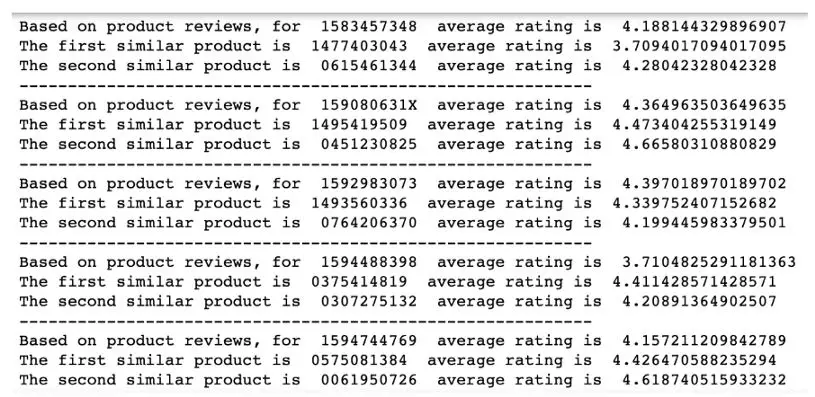 Based on product reviews, for  1583457348  average rating is  4.188144329896907
The first similar product is  1477403043  average rating is  3.7094017094017095
The second similar product is  0615461344  average rating is  4.28042328042328
-----------------------------------------------------------
Based on product reviews, for  159080631X  average rating is  4.364963503649635
The first similar product is  1495419509  average rating is  4.473404255319149
The second similar product is  0451230825  average rating is  4.66580310880829
-----------------------------------------------------------
Based on product reviews, for  1592983073  average rating is  4.397018970189702
The first similar product is  1493560336  average rating is  4.339752407152682
The second similar product is  0764206370  average rating is  4.199445983379501
-----------------------------------------------------------
Based on product reviews, for  1594488398  average rating is  3.7104825291181363
The first similar product is  0375414819  average rating is  4.411428571428571
The second similar product is  0307275132  average rating is  4.20891364902507
-----------------------------------------------------------
Based on product reviews, for  1594744769  average rating is  4.157211209842789
The first similar product is  0575081384  average rating is  4.426470588235294
The second similar product is  0061950726  average rating is  4.618740515933232